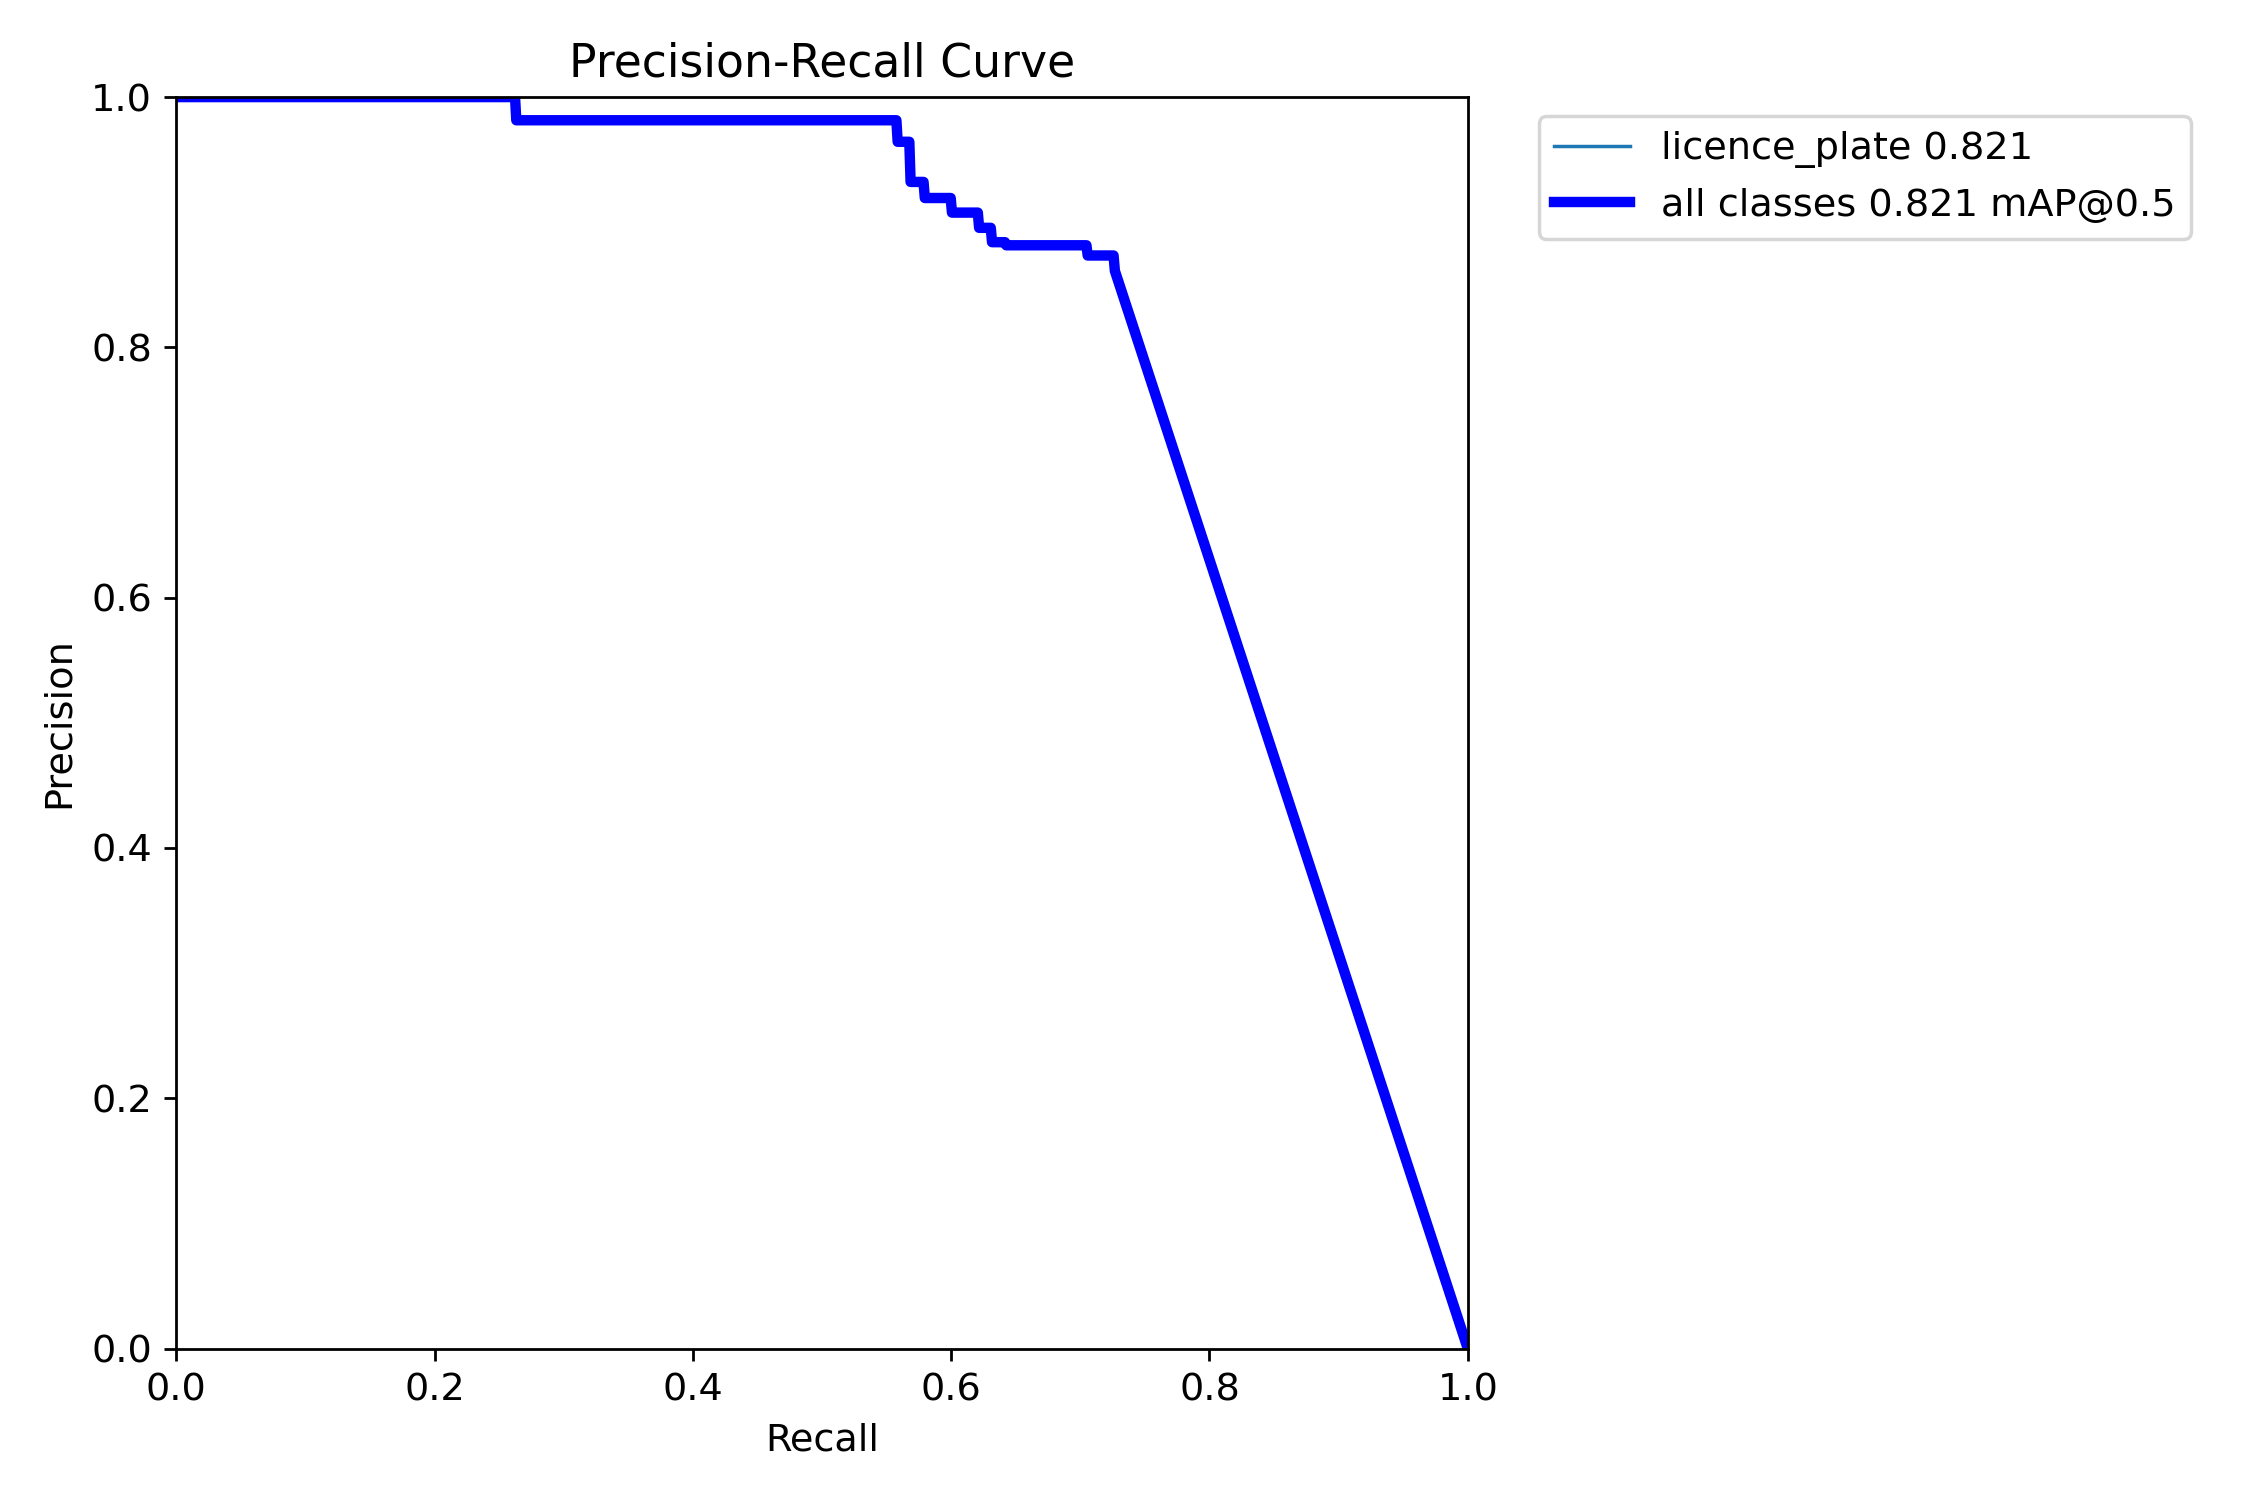 Precision-Recall Curve
1.0
0.8
0.6
0.4
0.2
0.0
Precision
0.0 0.2 0.4 0.6 0.8 1.0
Recall
licence_plate 0.821
all classes 0.821 mAP@0.5